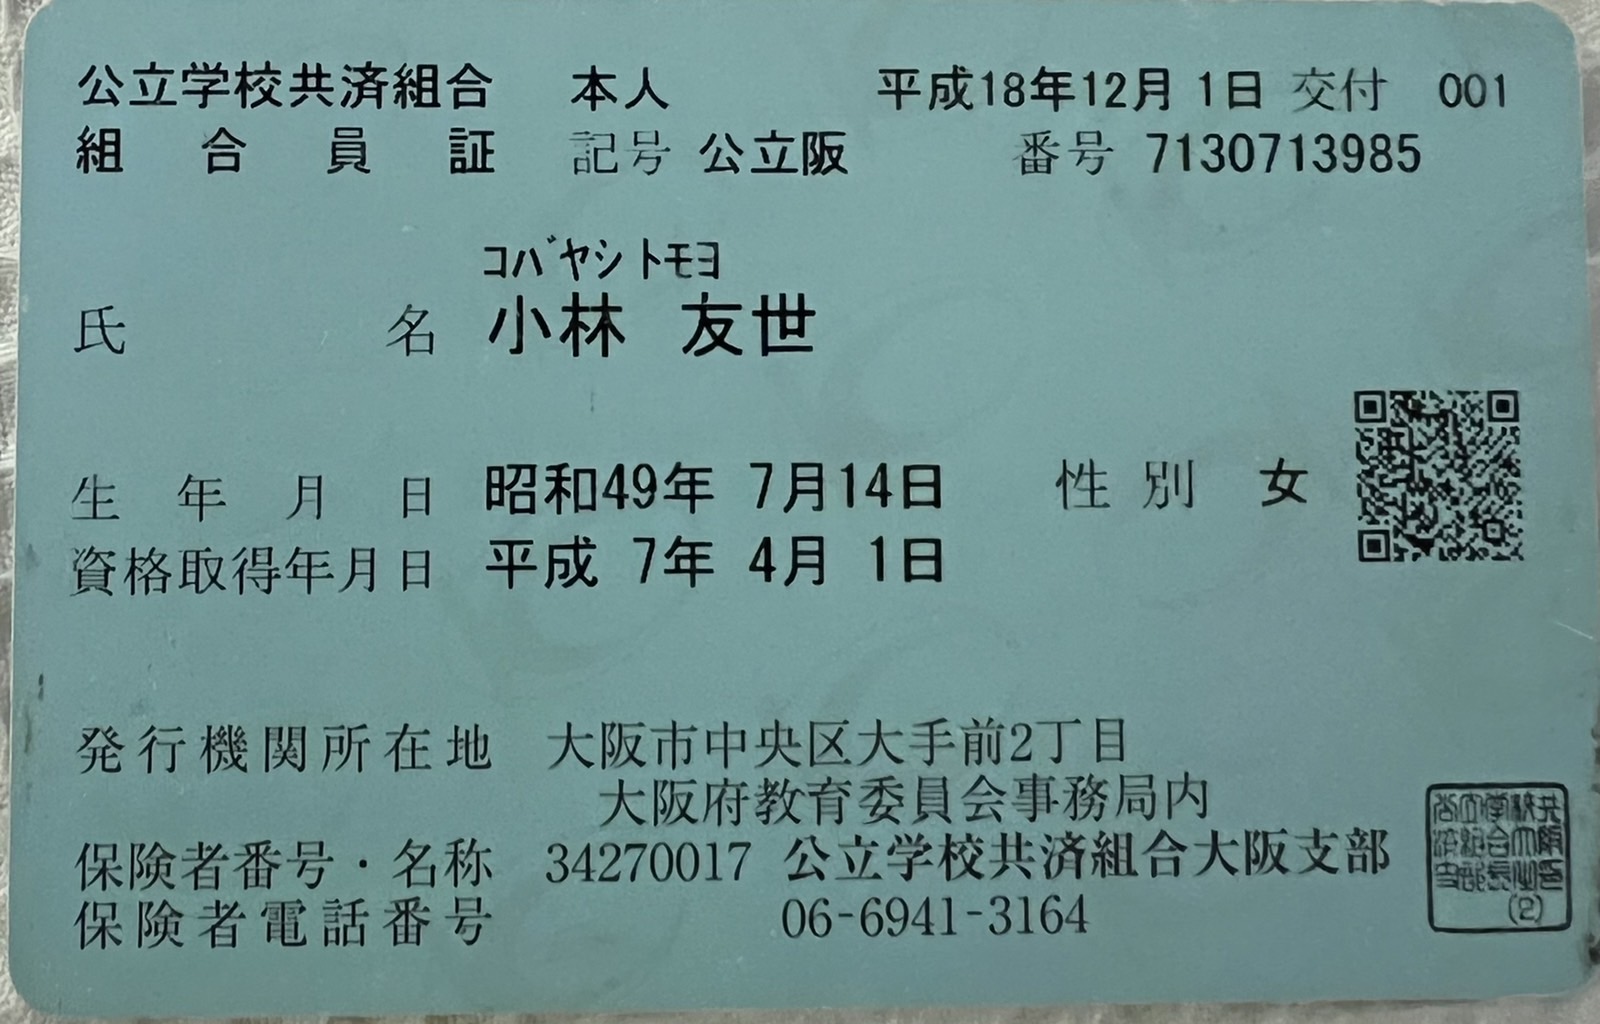 公立学校共済組合 本人 平成18年12月 1日 交付 001
組合員証 記号 公立阪 番号 7130713985
コバヤシ トモヨ
氏名 小林 友世
生年月日 昭和49年 7月14日 性別 女
資格取得年月日 平成 7年 4月 1日
発行機関所在地 大阪市中央区大手前2丁目
大阪府教育委員会事務局内
保険者番号・名称 34270017 公立学校共済組合大阪支部
保険者電話番号 06-6941-3164
(2)